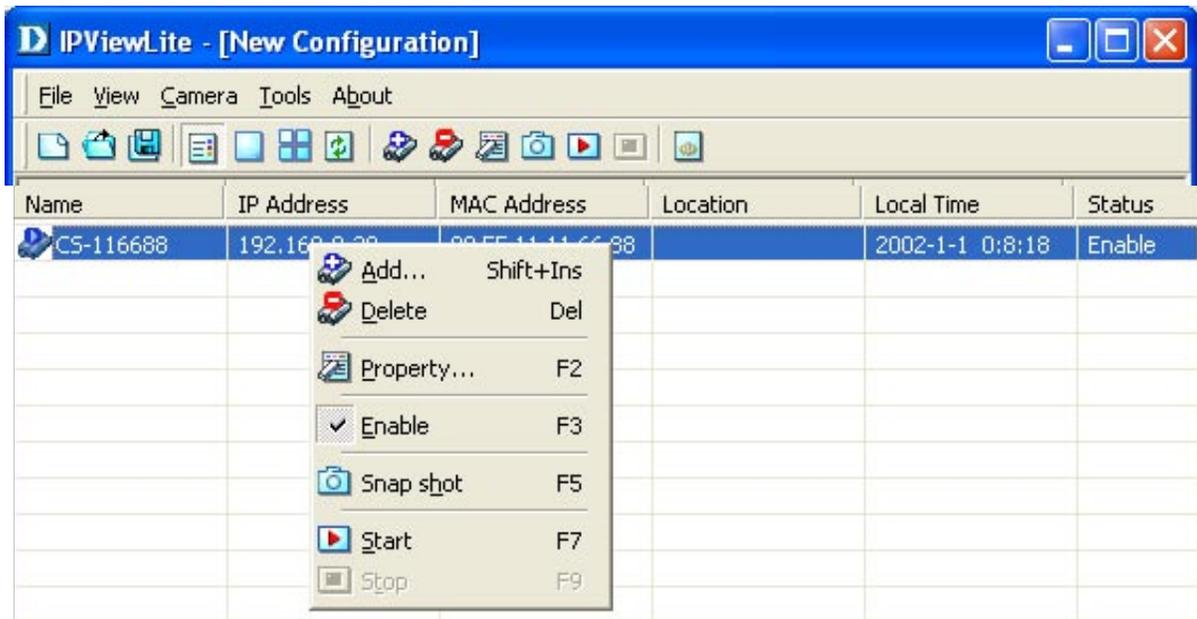 IPViewLite - [New Configuration]
File View Camera Tools About
Name IP Address MAC Address Location Local Time Status
CS-116688 2002-1-1 0:8:18 Enable
Add... Shift+Ins
Delete Del
Property... F2
Enable F3
Snap shot F5
Start F7
Stop F9